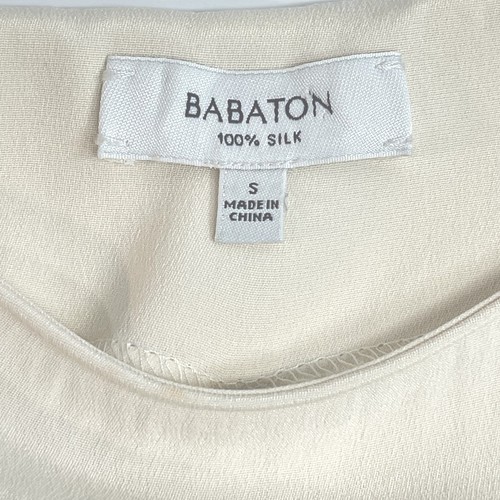 BABATON
100% SILK
S
MADE IN
CHINA